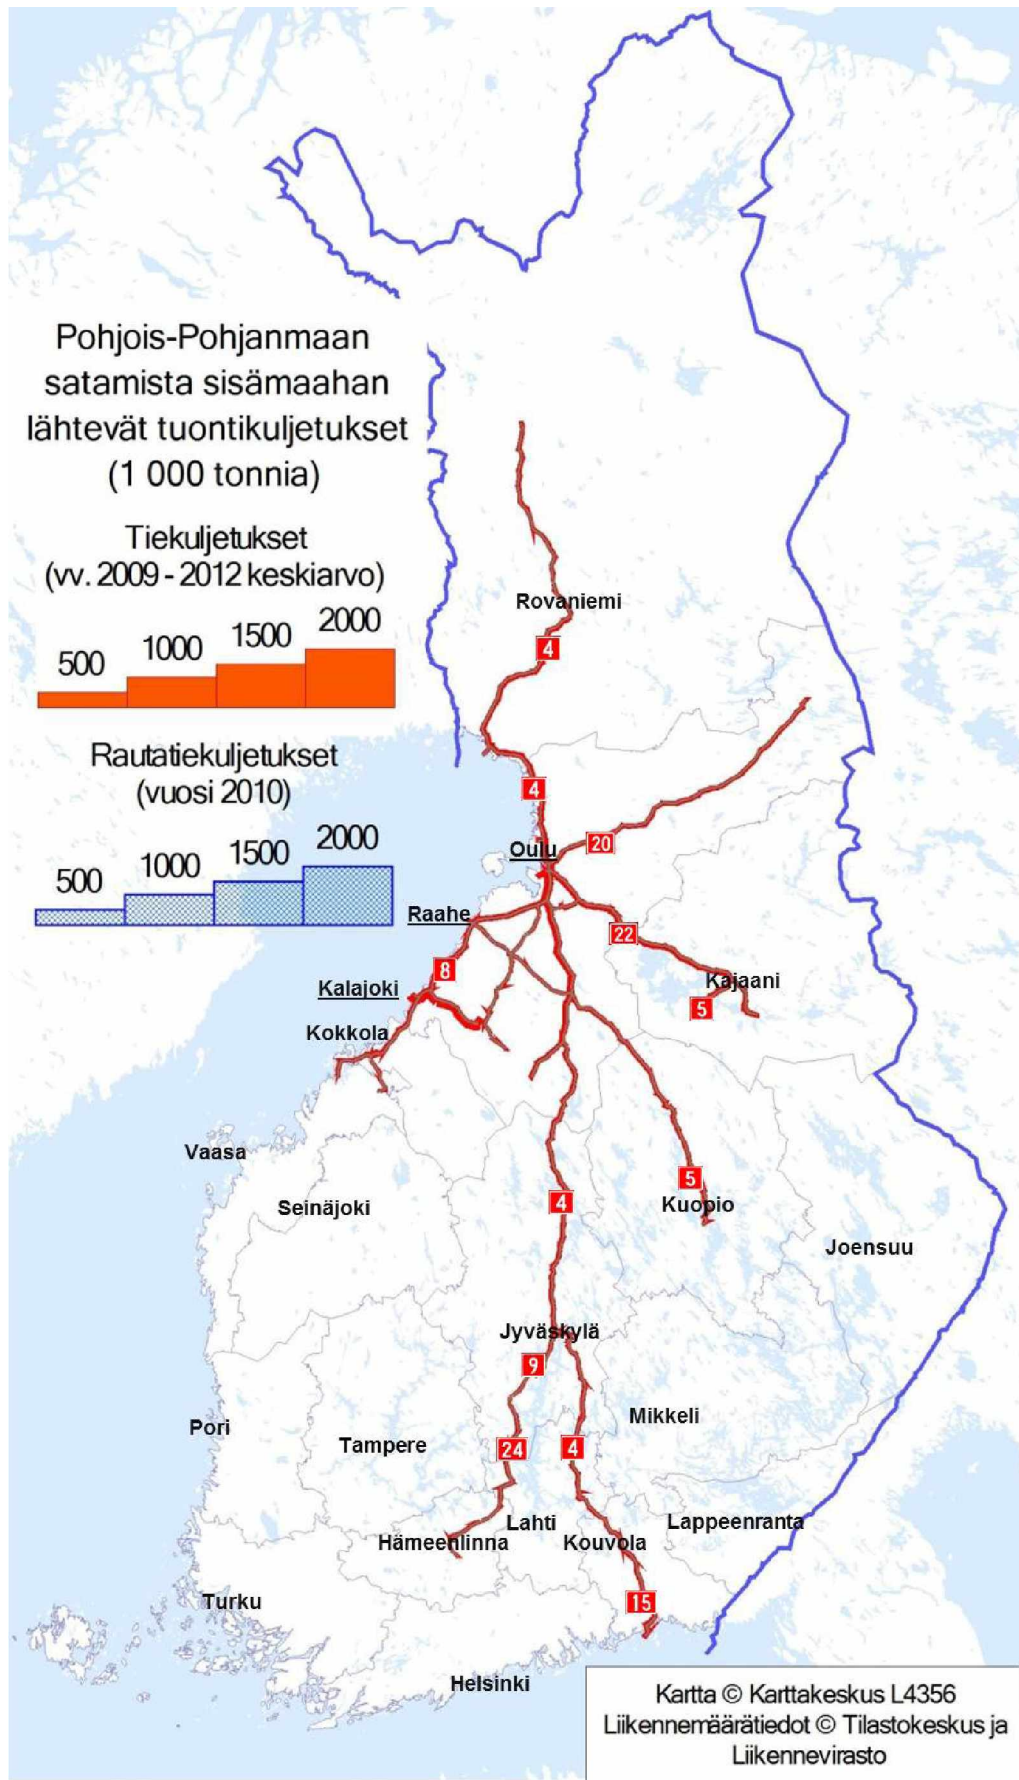 Pohjois-Pohjanmaan
satamista sisämaahan
lähtevät tuontikuljetukset
(1 000 tonnia)
Tiekuljetukset
(vv. 2009 - 2012 keskiarvo)
500
1000
1500
2000
Rautatiekuljetukset
(vuosi 2010)
500
1000
1500
2000
Rovaniemi
4
4
Oulu
20
Raahe
22
8
Kajaani
Kalajoki
5
Kokkola
Vaasa
5
Seinäjoki
4
Kuopio
Joensuu
Jyväskylä
9
Mikkeli
Pori
Tampere
24
4
Lahti
Lappeenranta
Hämeenlinna
Kouvola
Turku
15
Helsinki
Kartta © Karttakeskus L4356
Liikennemäärätiedot © Tilastokeskus ja
Liikennevirasto